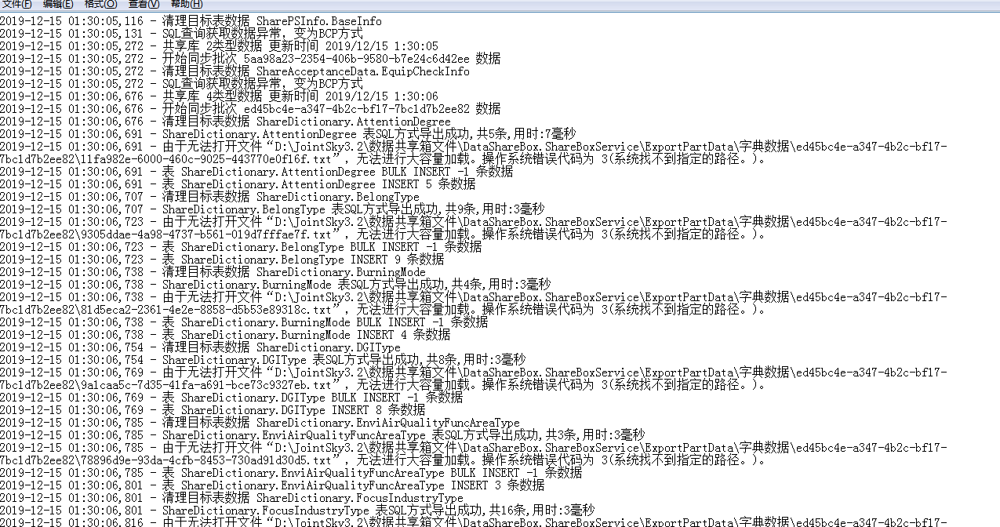 文件(F) 编辑(E) 格式(O) 查看(V) 帮助(H)
2019-12-15 01:30:05,116 - 清理目标表数据 SharePSInfo.BaseInfo
2019-12-15 01:30:05,131 - SQL查询获取数据异常，变为BCP方式
2019-12-15 01:30:05,272 - 共享库 2类型数据 更新时间 2019/12/15 1:30:05
2019-12-15 01:30:05,272 - 开始同步批次 5aa98a23-2354-406b-9580-b7e24c6d42ee 数据
2019-12-15 01:30:05,272 - 清理目标表数据 ShareAcceptanceData.EquipCheckInfo
2019-12-15 01:30:05,272 - SQL查询获取数据异常，变为BCP方式
2019-12-15 01:30:06,676 - 共享库 4类型数据 更新时间 2019/12/15 1:30:06
2019-12-15 01:30:06,676 - 开始同步批次 ed45bc4e-a347-4b2c-bf17-7bc1d7b2ee82 数据
2019-12-15 01:30:06,676 - 清理目标表数据 ShareDictionary.AttentionDegree
2019-12-15 01:30:06,691 - ShareDictionary.AttentionDegree 表SQL方式导出成功,共5条,用时:7毫秒
2019-12-15 01:30:06,691 - 由于无法打开文件“D:\JointSky3.2\数据共享箱文件\DataShareBox.ShareBoxService\ExportPartData\字典数据\ed45bc4e-a347-4b2c-bf17-
7bc1d7b2ee82\11fa982e-6000-460c-9025-443770e0f16f.txt”，无法进行大容量加载。操作系统错误代码为 3(系统找不到指定的路径。)。
2019-12-15 01:30:06,691 - 表 ShareDictionary.AttentionDegree BULK INSERT -1 条数据
2019-12-15 01:30:06,691 - 表 ShareDictionary.AttentionDegree INSERT 5 条数据
2019-12-15 01:30:06,707 - 清理目标表数据 ShareDictionary.BelongType
2019-12-15 01:30:06,707 - ShareDictionary.BelongType 表SQL方式导出成功,共9条,用时:3毫秒
2019-12-15 01:30:06,723 - 由于无法打开文件“D:\JointSky3.2\数据共享箱文件\DataShareBox.ShareBoxService\ExportPartData\字典数据\ed45bc4e-a347-4b2c-bf17-
7bc1d7b2ee82\9305ddae-4a98-4737-b561-019d7fffae7f.txt”，无法进行大容量加载。操作系统错误代码为 3(系统找不到指定的路径。)。
2019-12-15 01:30:06,723 - 表 ShareDictionary.BelongType BULK INSERT -1 条数据
2019-12-15 01:30:06,723 - 表 ShareDictionary.BelongType INSERT 9 条数据
2019-12-15 01:30:06,738 - 清理目标表数据 ShareDictionary.BurningMode
2019-12-15 01:30:06,738 - ShareDictionary.BurningMode 表SQL方式导出成功,共4条,用时:3毫秒
2019-12-15 01:30:06,738 - 由于无法打开文件“D:\JointSky3.2\数据共享箱文件\DataShareBox.ShareBoxService\ExportPartData\字典数据\ed45bc4e-a347-4b2c-bf17-
7bc1d7b2ee82\81d5eca2-2361-4e2e-8858-d5b53e89318c.txt”，无法进行大容量加载。操作系统错误代码为 3(系统找不到指定的路径。)。
2019-12-15 01:30:06,738 - 表 ShareDictionary.BurningMode BULK INSERT -1 条数据
2019-12-15 01:30:06,738 - 表 ShareDictionary.BurningMode INSERT 4 条数据
2019-12-15 01:30:06,754 - 清理目标表数据 ShareDictionary.DGIType
2019-12-15 01:30:06,754 - ShareDictionary.DGIType 表SQL方式导出成功,共8条,用时:3毫秒
2019-12-15 01:30:06,769 - 由于无法打开文件“D:\JointSky3.2\数据共享箱文件\DataShareBox.ShareBoxService\ExportPartData\字典数据\ed45bc4e-a347-4b2c-bf17-
7bc1d7b2ee82\9a1caa5c-7d35-41fa-a691-bce73c9327eb.txt”，无法进行大容量加载。操作系统错误代码为 3(系统找不到指定的路径。)。
2019-12-15 01:30:06,769 - 表 ShareDictionary.DGIType BULK INSERT -1 条数据
2019-12-15 01:30:06,769 - 表 ShareDictionary.DGIType INSERT 8 条数据
2019-12-15 01:30:06,785 - 清理目标表数据 ShareDictionary.EnviAirQualityFuncAreaType
2019-12-15 01:30:06,785 - ShareDictionary.EnviAirQualityFuncAreaType 表SQL方式导出成功,共3条,用时:3毫秒
2019-12-15 01:30:06,785 - 由于无法打开文件“D:\JointSky3.2\数据共享箱文件\DataShareBox.ShareBoxService\ExportPartData\字典数据\ed45bc4e-a347-4b2c-bf17-
7bc1d7b2ee82\78896d9e-93da-4cfb-8453-730ad91d30d5.txt”，无法进行大容量加载。操作系统错误代码为 3(系统找不到指定的路径。)。
2019-12-15 01:30:06,785 - 表 ShareDictionary.EnviAirQualityFuncAreaType BULK INSERT -1 条数据
2019-12-15 01:30:06,801 - 表 ShareDictionary.EnviAirQualityFuncAreaType INSERT 3 条数据
2019-12-15 01:30:06,801 - 清理目标表数据 ShareDictionary.FocusIndustryType
2019-12-15 01:30:06,801 - ShareDictionary.FocusIndustryType 表SQL方式导出成功,共16条,用时:3毫秒
2019-12-15 01:30:06,816 - 由于无法打开文件“D:\JointSky3.2\数据共享箱文件\DataShareBox.ShareBoxService\ExportPartData\字典数据\ed45bc4e-a347-4b2c-bf17-